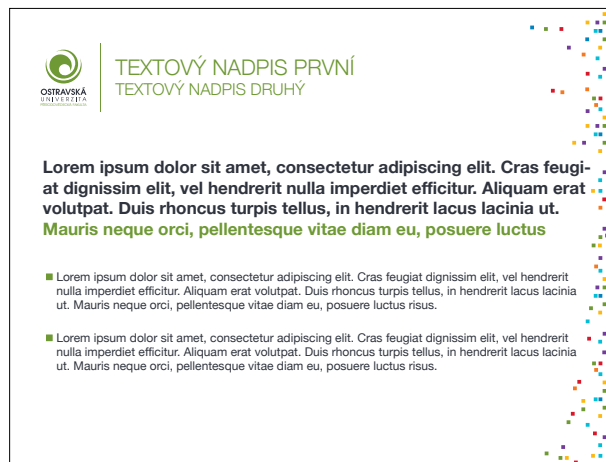 TEXTOVÝ NADPIS PRVNÍ
TEXTOVÝ NADPIS DRUHÝ
OSTRAVSKÁ
UNIVERZITA
PŘÍRODOVĚDECKÁ FAKULTA
Lorem ipsum dolor sit amet, consectetur adipiscing elit. Cras feugi-
at dignissim elit, vel hendrerit nulla imperdiet efficitur. Aliquam erat
volutpat. Duis rhoncus turpis tellus, in hendrerit lacus lacinia ut.
Mauris neque orci, pellentesque vitae diam eu, posuere luctus
Lorem ipsum dolor sit amet, consectetur adipiscing elit. Cras feugiat dignissim elit, vel hendrerit
nulla imperdiet efficitur. Aliquam erat volutpat. Duis rhoncus turpis tellus, in hendrerit lacus lacinia
ut. Mauris neque orci, pellentesque vitae diam eu, posuere luctus risus.
Lorem ipsum dolor sit amet, consectetur adipiscing elit. Cras feugiat dignissim elit, vel hendrerit
nulla imperdiet efficitur. Aliquam erat volutpat. Duis rhoncus turpis tellus, in hendrerit lacus lacinia
ut. Mauris neque orci, pellentesque vitae diam eu, posuere luctus risus.